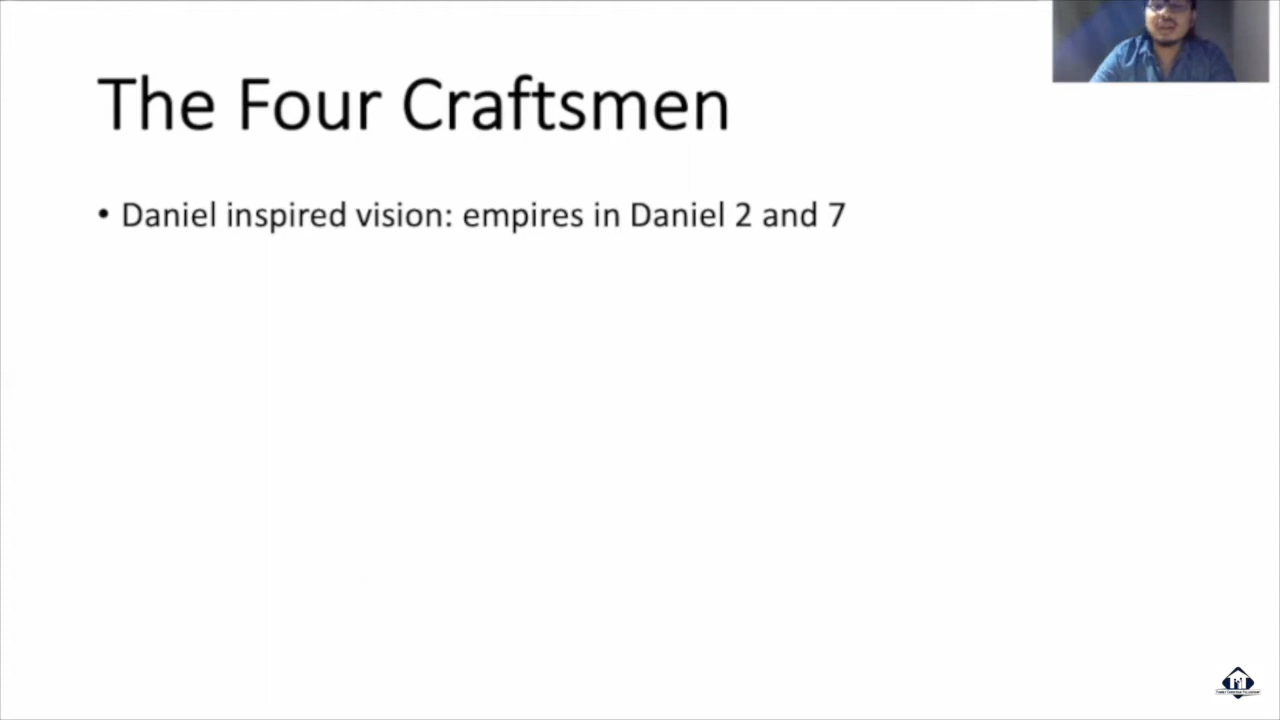 The Four Craftsmen
• Daniel inspired vision: empires in Daniel 2 and 7